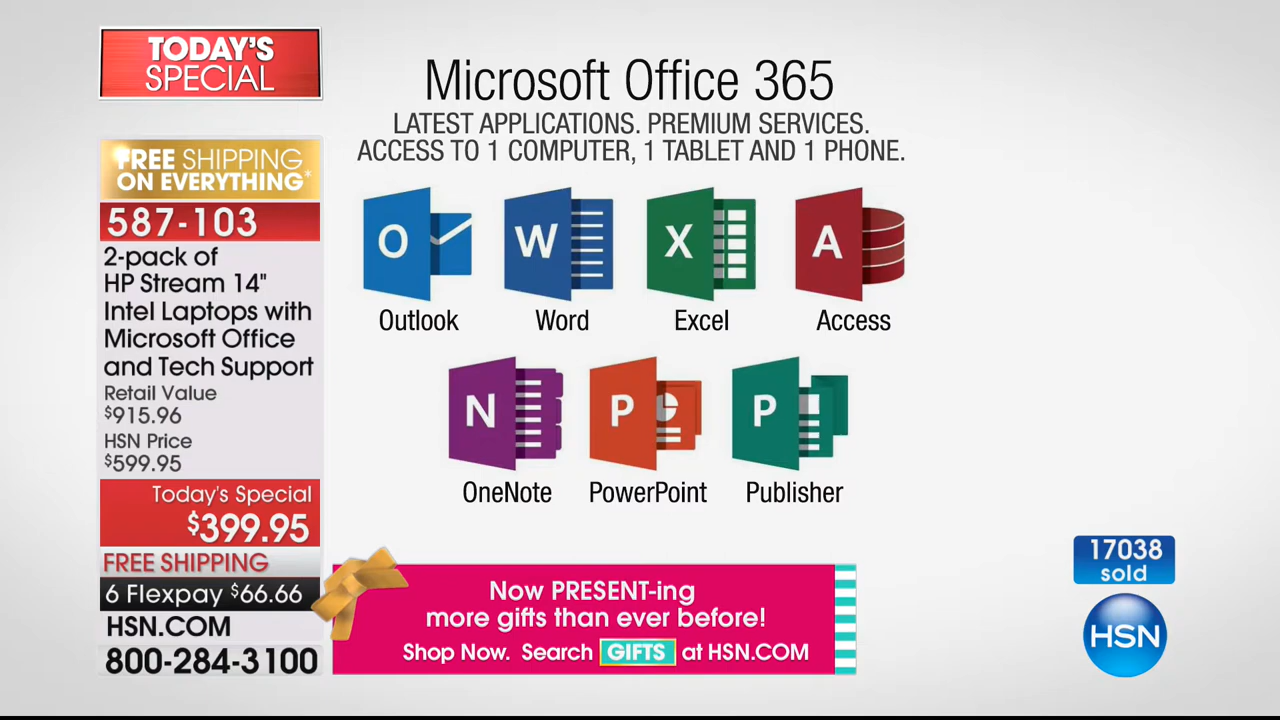 TODAY'S
SPECIAL
FREE SHIPPING
ON EVERYTHING*
587-103
2-pack of
HP Stream 14"
Intel Laptops with
Microsoft Office
and Tech Support
Retail Value
$915.96
HSN Price
$599.95
Today's Special
$399.95
FREE SHIPPING
6 Flexpay $66.66
HSN.COM
800-284-3100
Microsoft Office 365
LATEST APPLICATIONS. PREMIUM SERVICES.
ACCESS TO 1 COMPUTER, 1 TABLET AND 1 PHONE.
O W X A
Outlook Word Excel Access
N P P
OneNote PowerPoint Publisher
Now PRESENT-ing
more gifts than ever before!
Shop Now. Search GIFTS at HSN.COM
17038
sold
HSN